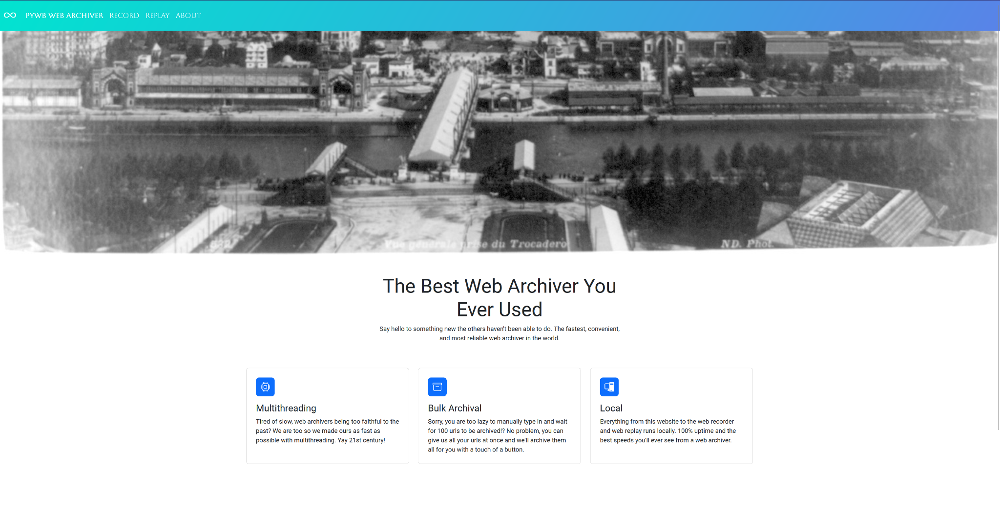 PYWB WEB ARCHIVER RECORD REPLAY ABOUT
632. Vue générale prise du Trocadero ND. Phot.
The Best Web Archiver You
Ever Used
Say hello to something new the others haven't been able to do. The fastest, convenient,
and most reliable web archiver in the world.
Multithreading
Tired of slow, web archivers being too faithful to the
past? We are too so we made ours as fast as
possible with multithreading. Yay 21st century!
Bulk Archival
Sorry, you are too lazy to manually type in and wait
for 100 urls to be archived!? No problem, you can
give us all your urls at once and we'll archive them
all for you with a touch of a button.
Local
Everything from this website to the web recorder
and web replay runs locally. 100% uptime and the
best speeds you'll ever see from a web archiver.